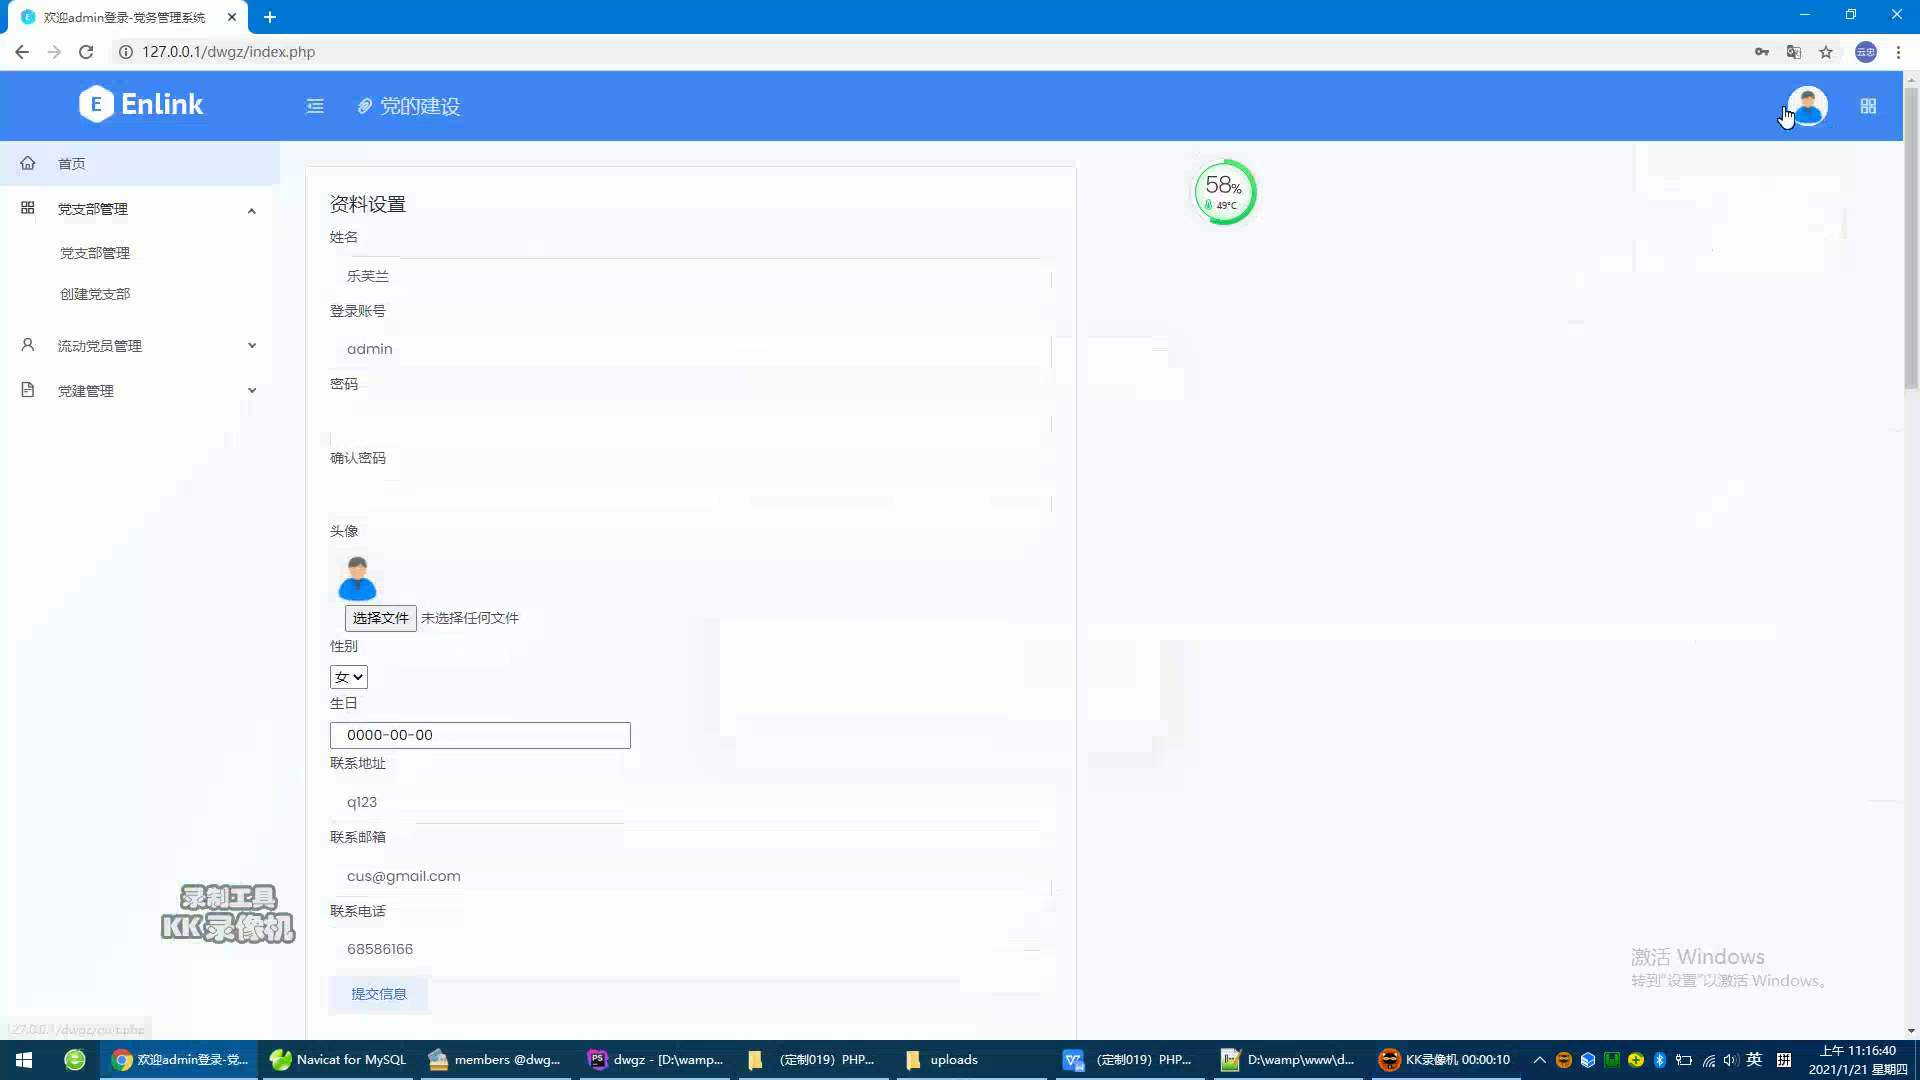 欢迎admin登录-党务管理系统
127.0.0.1/dwgz/index.php
云忠
E Enlink
党的建设
首页
党支部管理
党支部管理
创建党支部
流动党员管理
党建管理
58%
49°C
资料设置
姓名
乐芙兰
登录账号
admin
密码
确认密码
头像
选择文件 未选择任何文件
性别
女
生日
0000-00-00
联系地址
q123
联系邮箱
cus@gmail.com
联系电话
68586166
提交信息
录制工具
KK录像机
激活 Windows
转到"设置"以激活 Windows。
127.0.0.1/dwgz/quit.php
欢迎admin登录-党...
Navicat for MySQL
members @dwg...
dwgz - [D:\wamp...
(定制019) PHP...
uploads
(定制019) PHP...
D:\wamp\www\d...
KK录像机 00:00:10
英
上午 11:16:40
2021/1/21 星期四